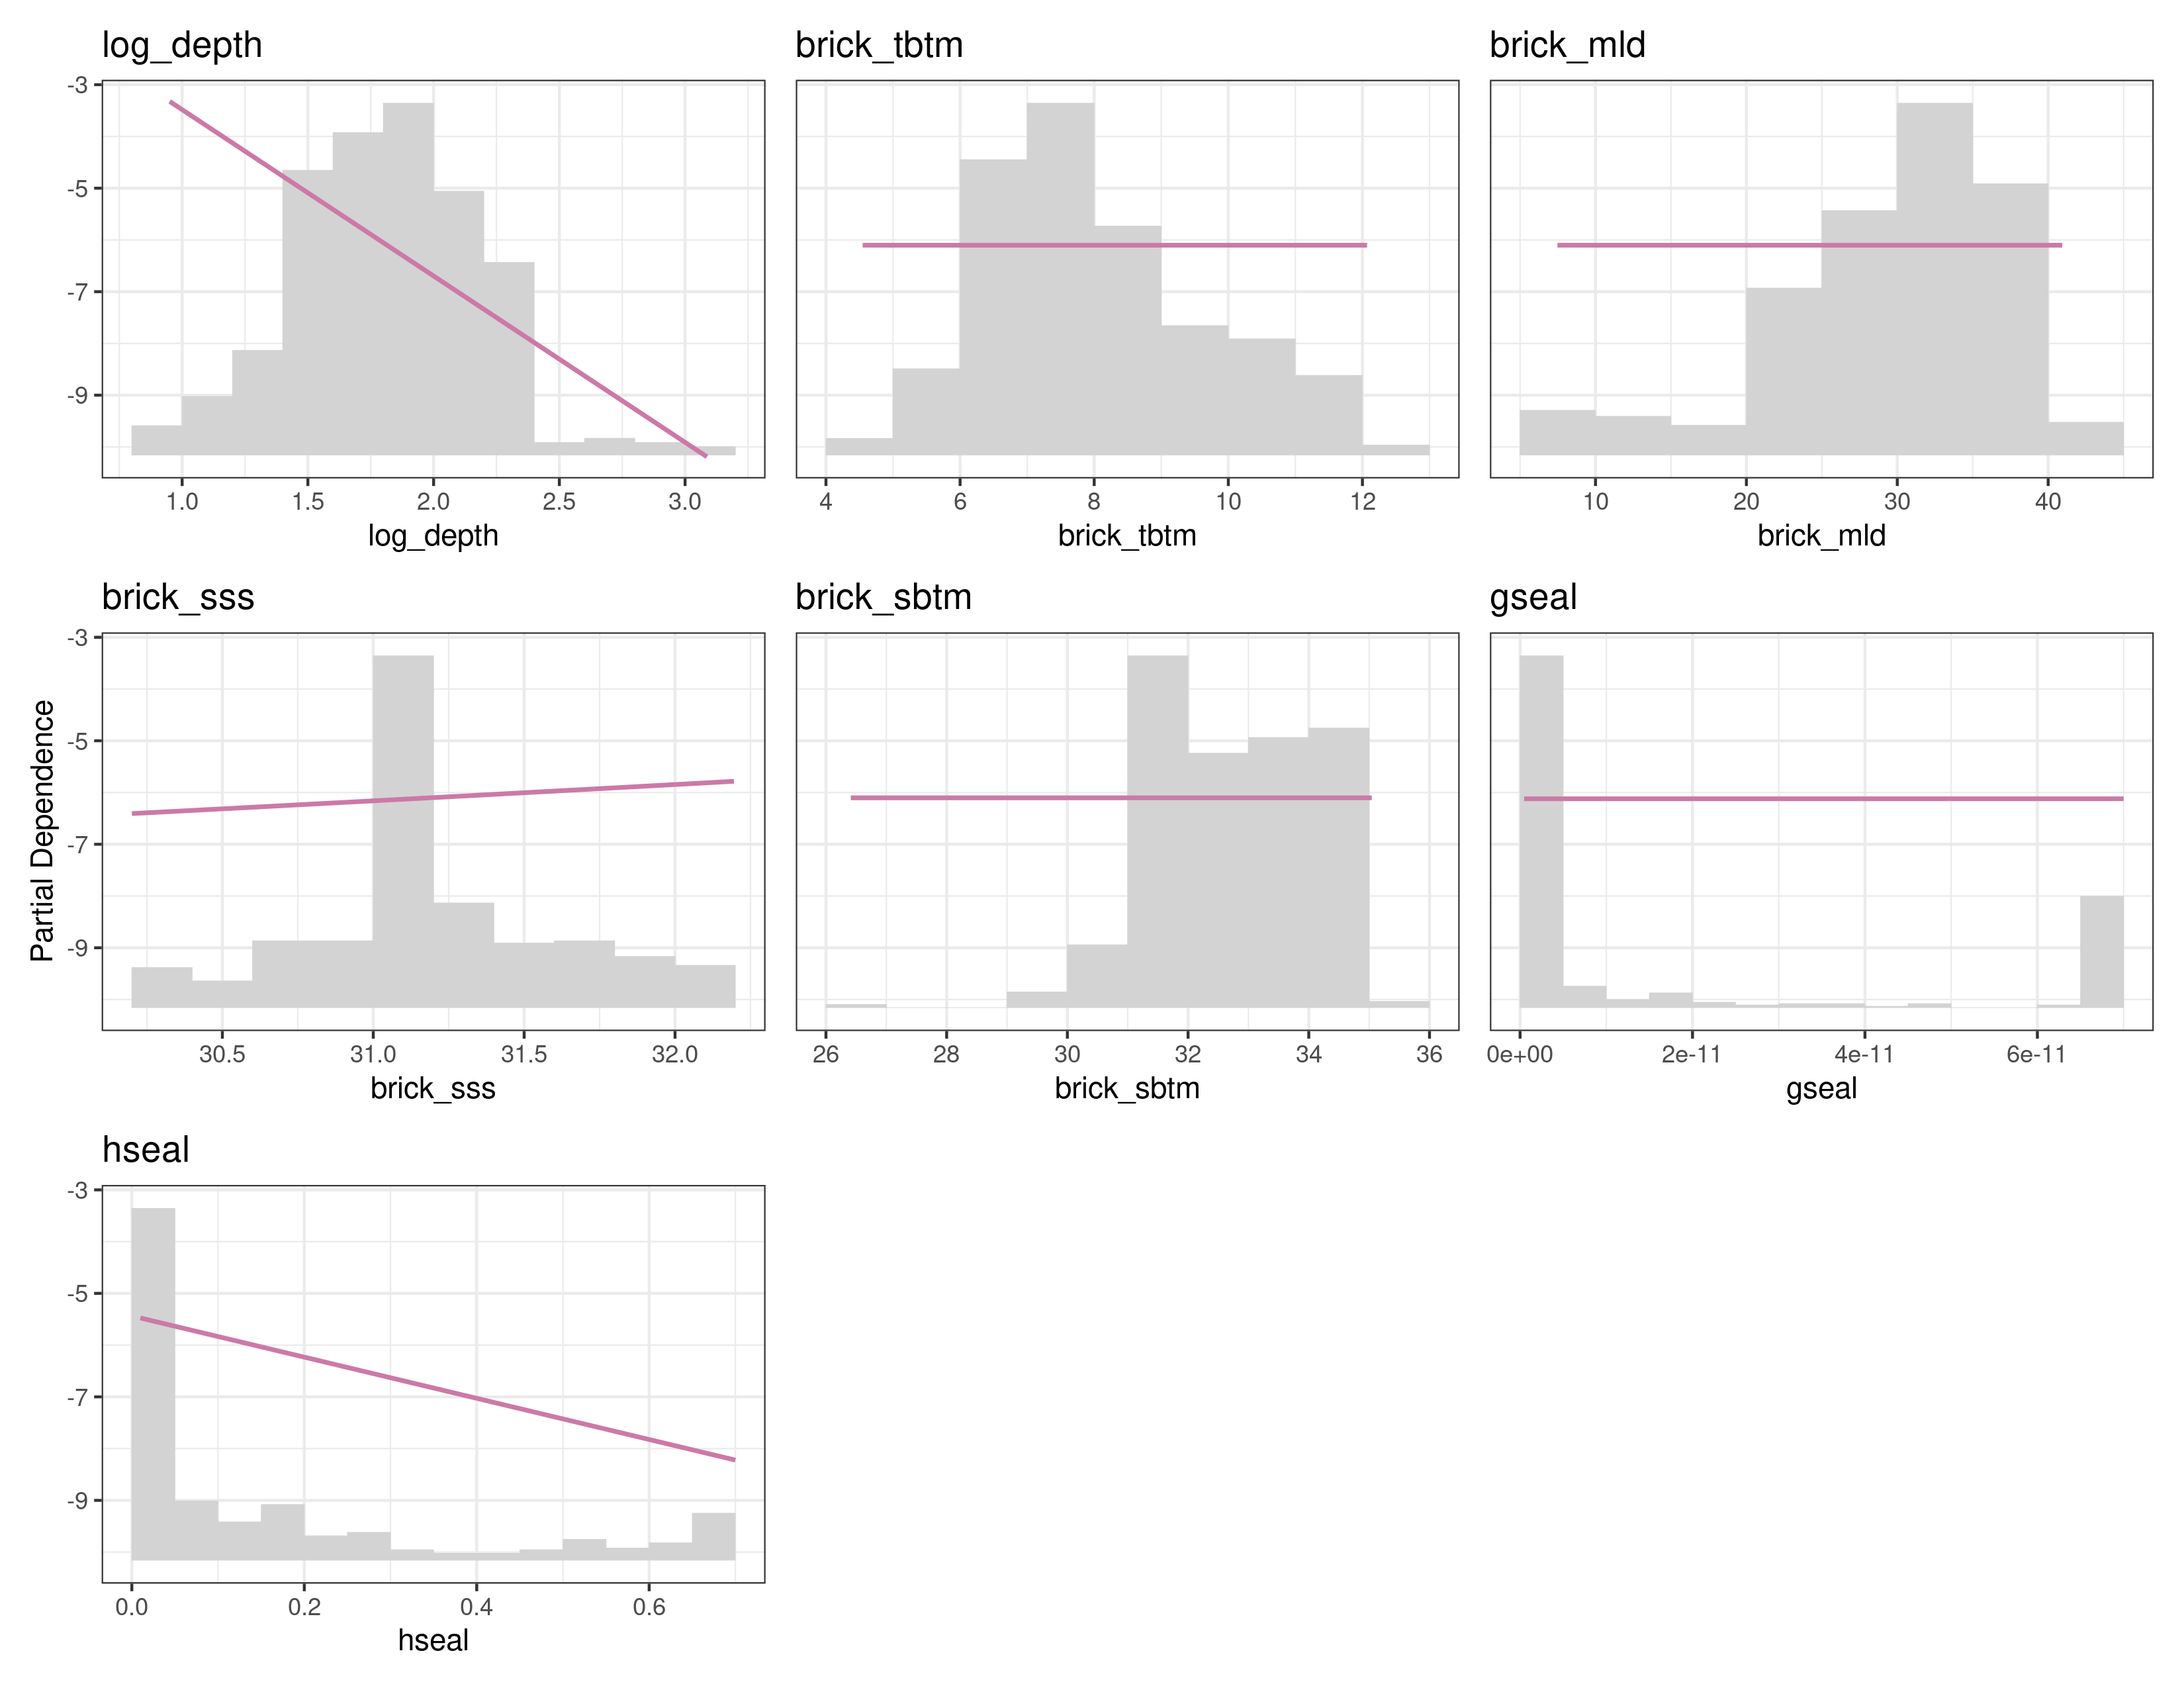 log_depth
brick_tbtm
brick_mld
-3
-5
-7
-9
1.0 1.5 2.0 2.5 3.0
4 6 8 10 12
10 20 30 40
log_depth
brick_tbtm
brick_mld
brick_sss
brick_sbtm
gseal
Partial Dependence
-3
-5
-7
-9
30.5 31.0 31.5 32.0
26 28 30 32 34 36
0e+00 2e-11 4e-11 6e-11
brick_sss
brick_sbtm
gseal
hseal
-3
-5
-7
-9
0.0 0.2 0.4 0.6
hseal